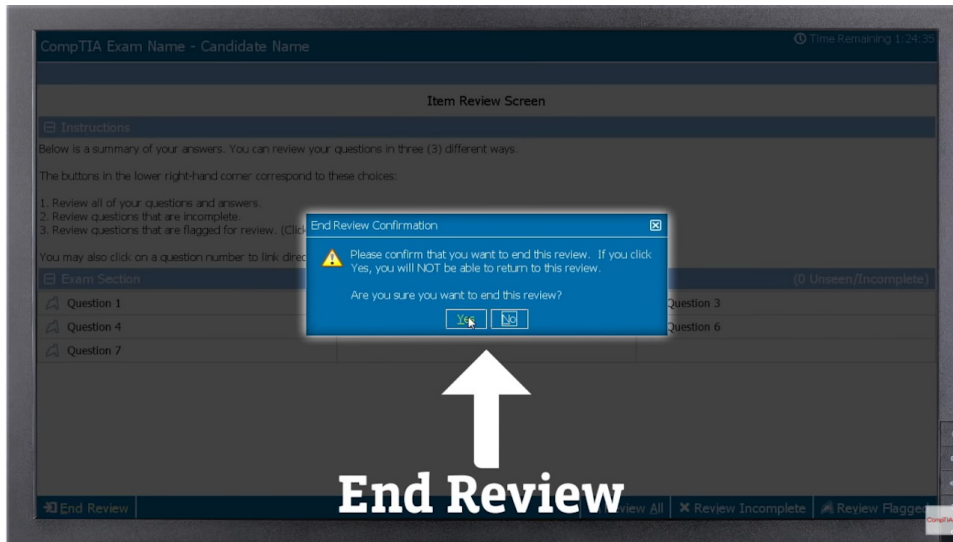 CompTIA Exam Name - Candidate Name
Time Remaining 1:24:35
Item Review Screen
Instructions
Below is a summary of your answers. You can review your questions in three (3) different ways.
The buttons in the lower right-hand corner correspond to these choices:
1. Review all of your questions and answers.
2. Review questions that are incomplete.
3. Review questions that are flagged for review. (Click
You may also click on a question number to link
Exam Section
(0 Unseen/Incomplete)
Question 1
Question 3
Question 4
Question 6
Question 7
End Review Confirmation
Please confirm that you want to end this review. If you click
Yes, you will NOT be able to return to this review.
Are you sure you want to end this review?
Yes No
End Review
End Review
All
Review Incomplete
Review Flagged
CompTIA